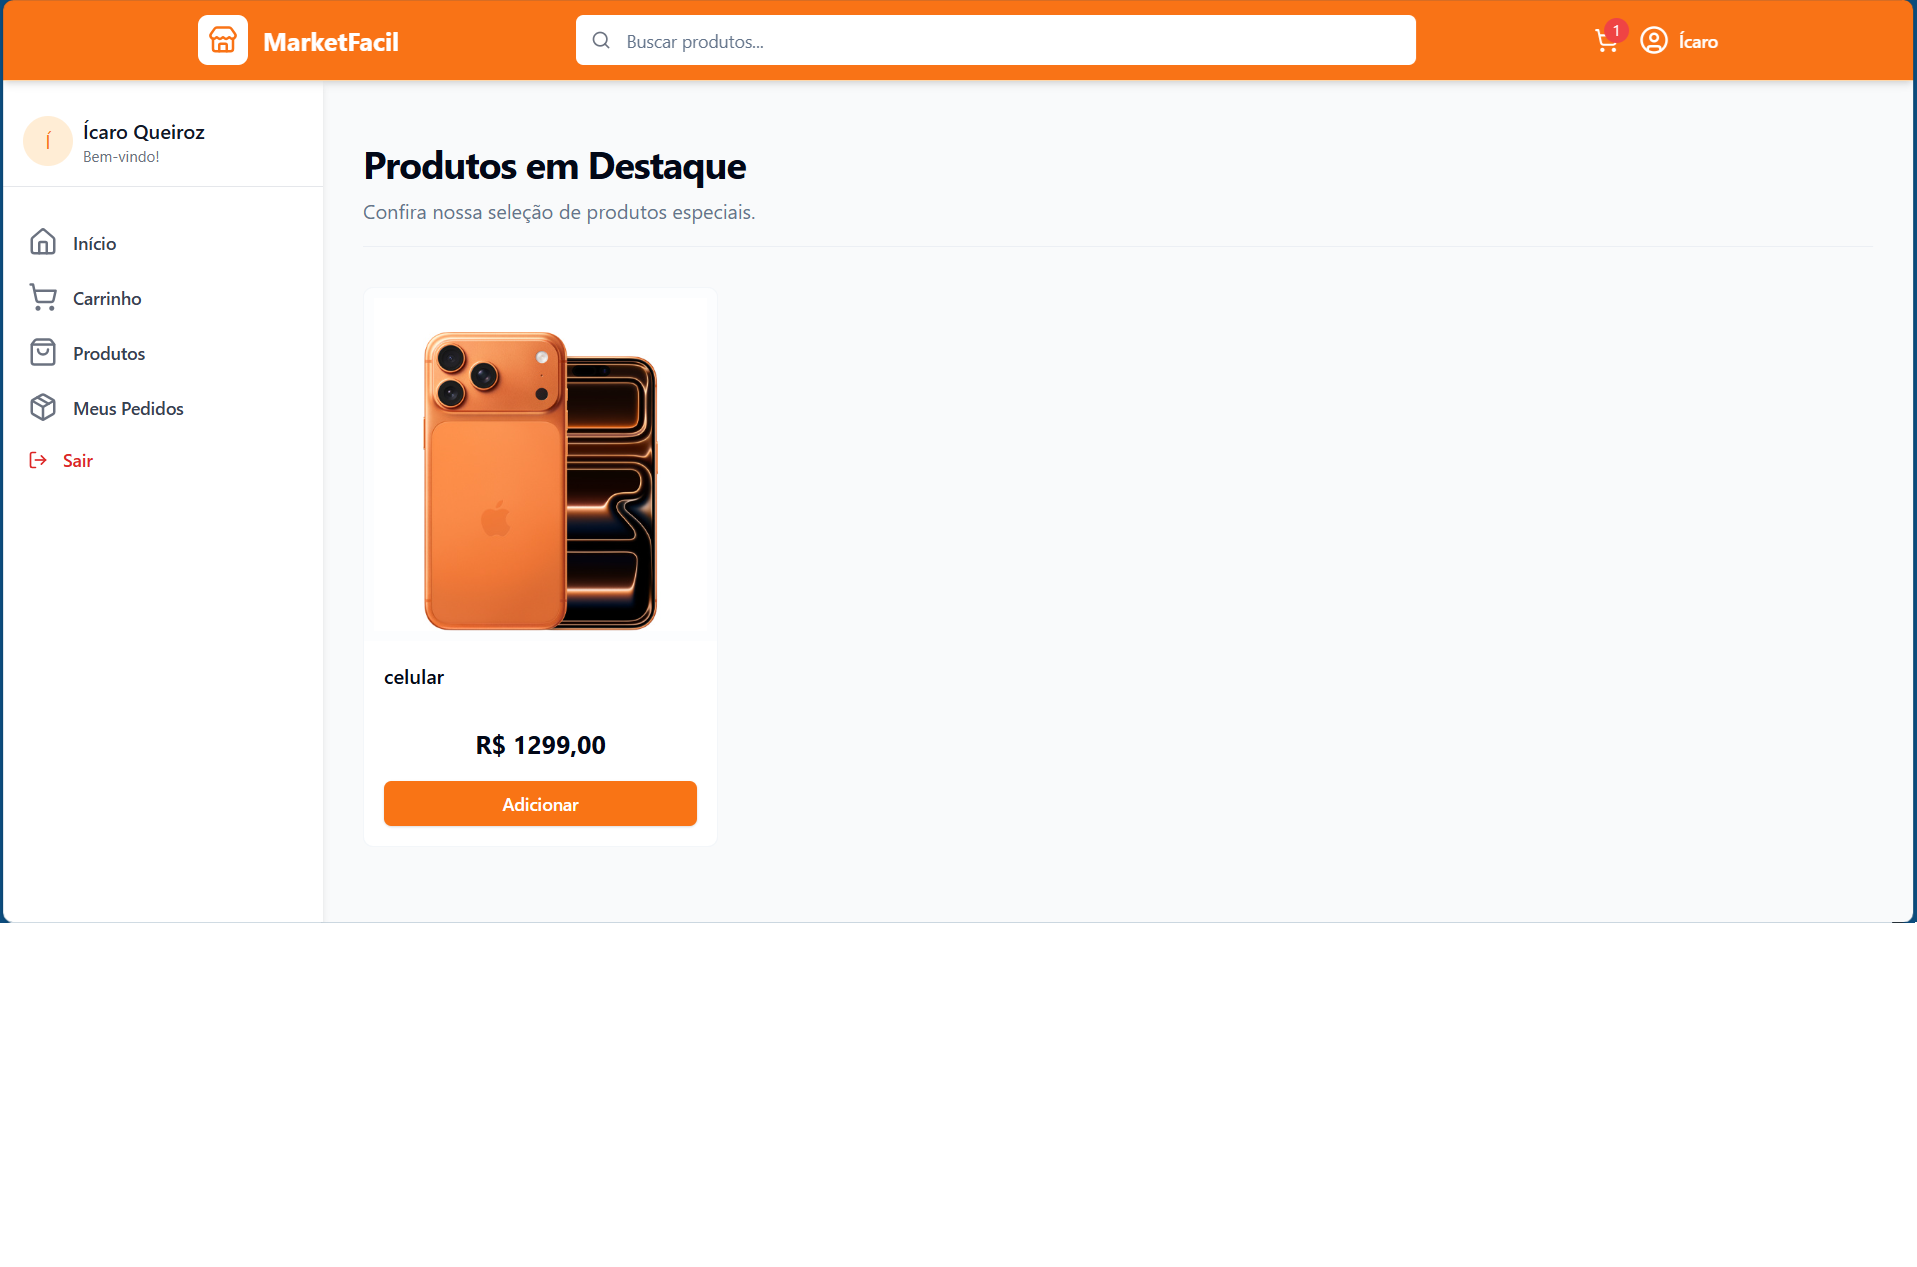 MarketFacil
Buscar produtos...
1
Ícaro
Í
Ícaro Queiroz
Bem-vindo!
Início
Carrinho
Produtos
Meus Pedidos
Sair
Produtos em Destaque
Confira nossa seleção de produtos especiais.
celular
R$ 1299,00
Adicionar